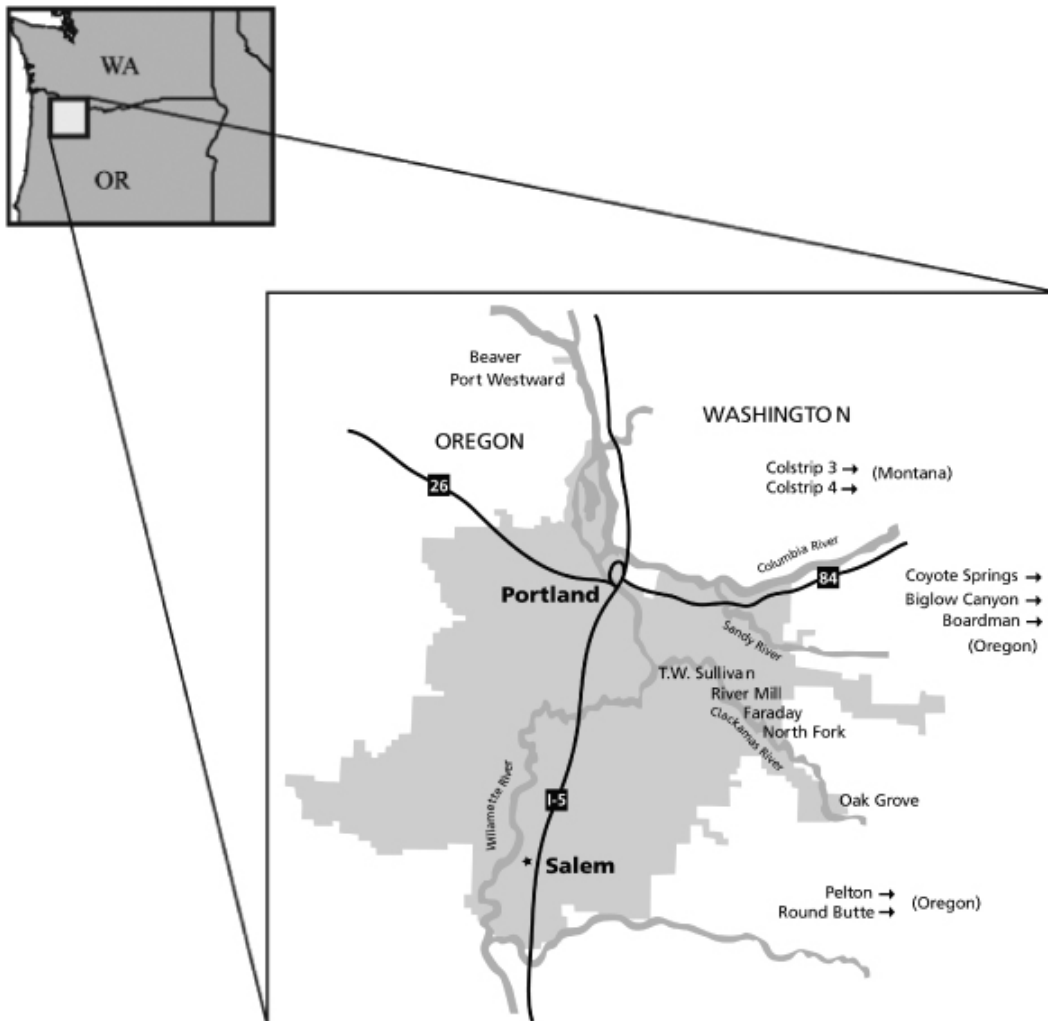 WA
OR
Beaver
Port Westward
WASHINGTON
OREGON
Colstrip 3 → (Montana)
Colstrip 4 →
26
Columbia River
84
Coyote Springs →
Biglow Canyon →
Boardman →
(Oregon)
Portland
Sandy River
T.W. Sullivan
River Mill
Faraday
North Fork
Clackamas River
Willamette River
I-5
Oak Grove
Salem
Pelton → (Oregon)
Round Butte →